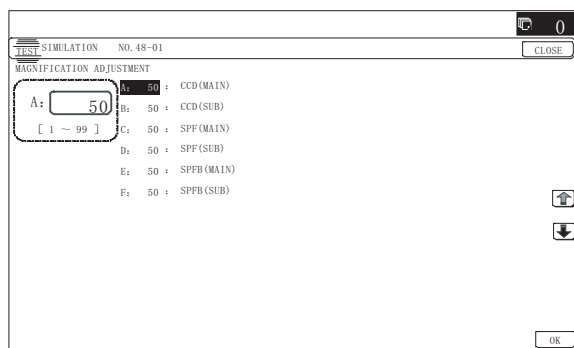 0
TEST SIMULATION NO.48-01 CLOSE
MAGNIFICATION ADJUSTMENT
A: 50
[ 1 ~ 99 ]
A: 50 : CCD(MAIN)
B: 50 : CCD(SUB)
C: 50 : SPF(MAIN)
D: 50 : SPF(SUB)
E: 50 : SPFB(MAIN)
F: 50 : SPFB(SUB)
OK